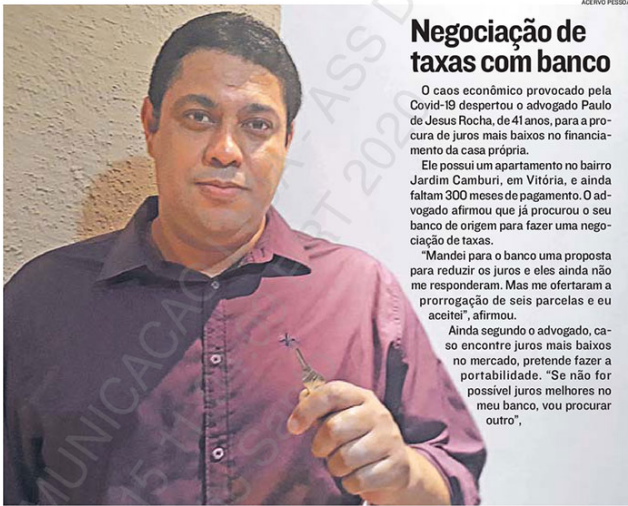 ACERVO PESSOA
Negociação de
taxas com banco
O caos econômico provocado pela
Covid-19 despertou o advogado Paulo
de Jesus Rocha, de 41 anos, para a pro-
cura de juros mais baixos no financia-
mento da casa própria.
Ele possui um apartamento no bairro
Jardim Camburi, em Vitória, e ainda
faltam 300 meses de pagamento. O ad-
vogado afirmou que já procurou o seu
banco de origem para fazer uma nego-
ciação de taxas.
“Mandei para o banco uma proposta
para reduzir os juros e eles ainda não
me responderam. Mas me ofertaram a
prorrogação de seis parcelas e eu
aceitei”, afirmou.
Ainda segundo o advogado, ca-
so encontre juros mais baixos
no mercado, pretende fazer a
portabilidade. “Se não for
possível juros melhores no
meu banco, vou procurar
outro”,